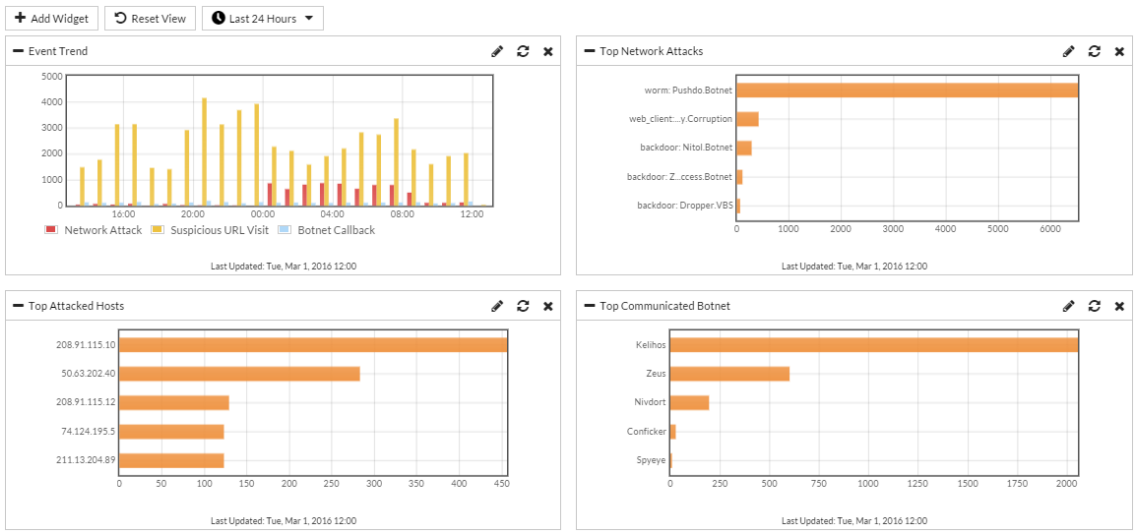 Add Widget Reset View Last 24 Hours
Event Trend
5000
4000
3000
2000
1000
0
16:00 20:00 00:00 04:00 08:00 12:00
Network Attack Suspicious URL Visit Botnet Callback
Last Updated: Tue, Mar 1, 2016 12:00
Top Network Attacks
worm: Pushdo.Botnet
web_client:...y.Corruption
backdoor: Nitol.Botnet
backdoor: Z...ccess.Botnet
backdoor: Dropper.VBS
0 1000 2000 3000 4000 5000 6000
Last Updated: Tue, Mar 1, 2016 12:00
Top Attacked Hosts
208.91.115.10
50.63.202.40
208.91.115.12
74.124.195.5
211.13.204.89
0 50 100 150 200 250 300 350 400 450
Last Updated: Tue, Mar 1, 2016 12:00
Top Communicated Botnet
Kelihos
Zeus
Nivdort
Conficker
Spyeye
0 250 500 750 1000 1250 1500 1750 2000
Last Updated: Tue, Mar 1, 2016 12:00